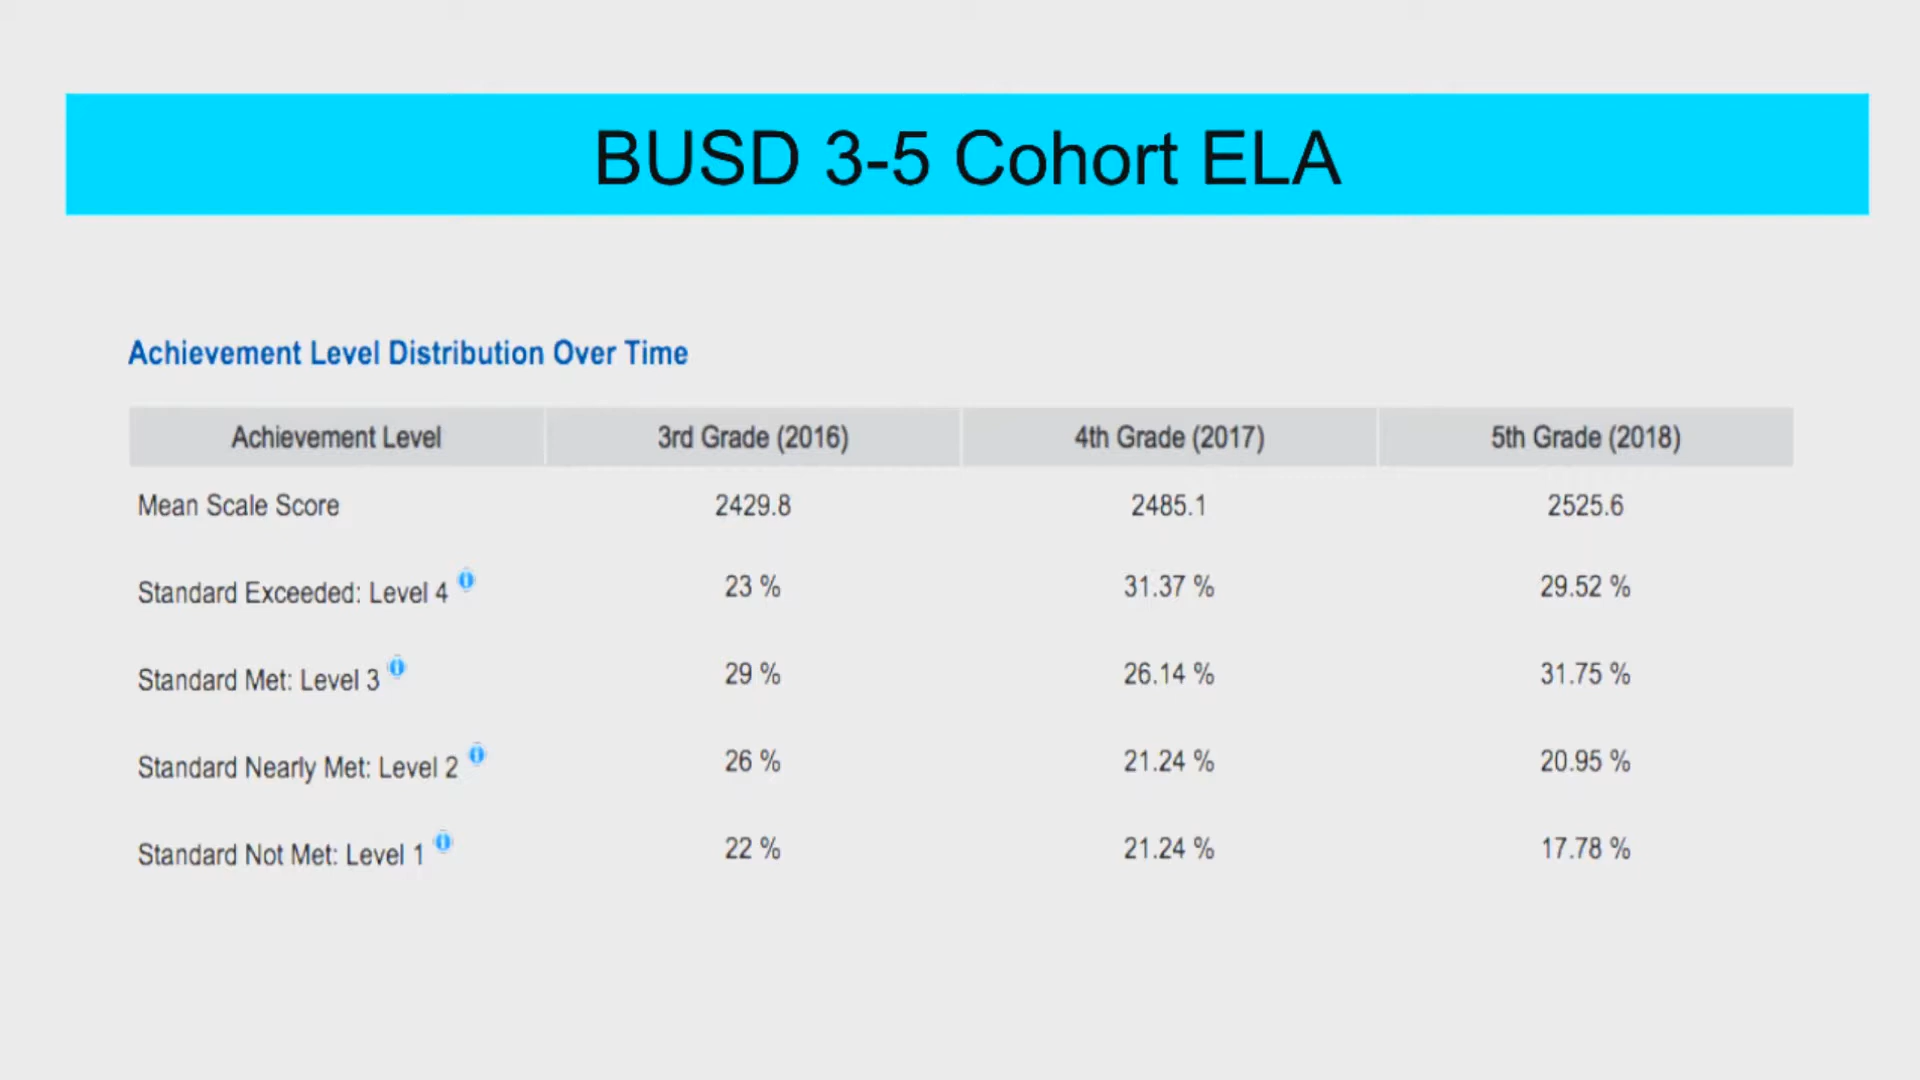 BUSD 3-5 Cohort ELA
Achievement Level Distribution Over Time
Achievement Level 3rd Grade (2016) 4th Grade (2017) 5th Grade (2018)
Mean Scale Score 2429.8 2485.1 2525.6
Standard Exceeded: Level 4 23 % 31.37 % 29.52 %
Standard Met: Level 3 29 % 26.14 % 31.75 %
Standard Nearly Met: Level 2 26 % 21.24 % 20.95 %
Standard Not Met: Level 1 22 % 21.24 % 17.78 %